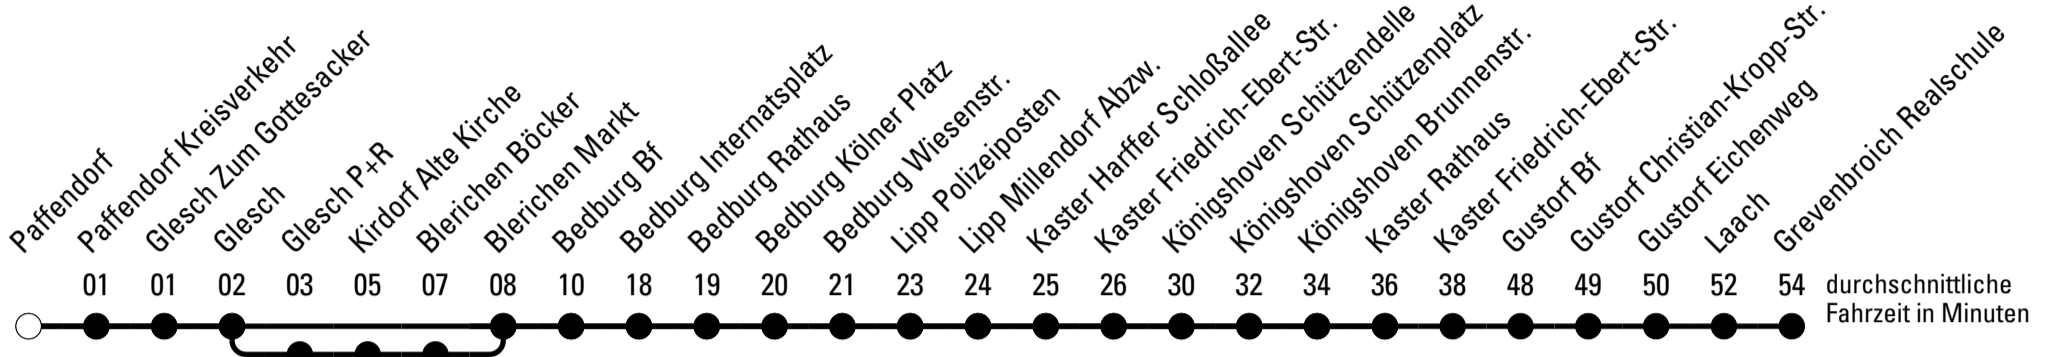 Paffendorf
Paffendorf Kreisverkehr
Glesch Zum Gottesacker
Glesch
Glesch P+R
Kirdorf Alte Kirche
Blerichen Böcker
Blerichen Markt
Bedburg Bf
Bedburg Internatsplatz
Bedburg Rathaus
Bedburg Kölner Platz
Bedburg Wiesenstr.
Lipp Polizeiposten
Lipp Millendorf Abzw.
Kaster Harffer Schloßallee
Kaster Friedrich-Ebert-Str.
Königshoven Schützendelle
Königshoven Schützenplatz
Königshoven Brunnenstr.
Kaster Rathaus
Kaster Friedrich-Ebert-Str.
Gustorf Bf
Gustorf Christian-Kropp-Str.
Gustorf Eichenweg
Laach
Grevenbroich Realschule
01 01 02 03 05 07 08 10 18 19 20 21 23 24 25 26 30 32 34 36 38 48 49 50 52 54
durchschnittliche
Fahrzeit in Minuten